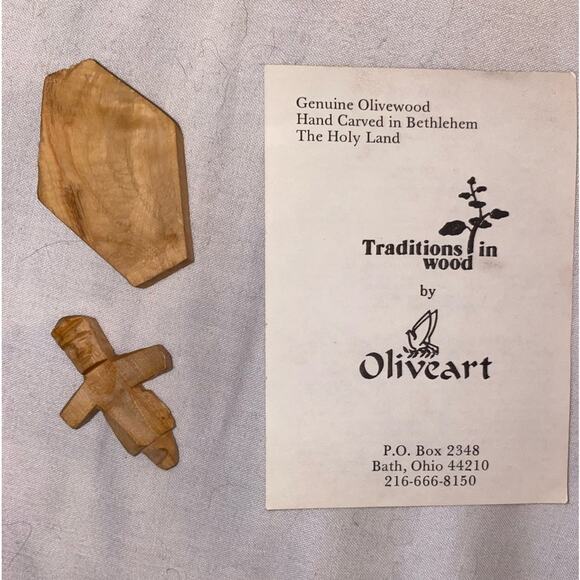 Genuine Olivewood
Hand Carved in Bethlehem
The Holy Land
Traditions in
wood
by
Oliveart
P.O. Box 2348
Bath, Ohio 44210
216-666-8150